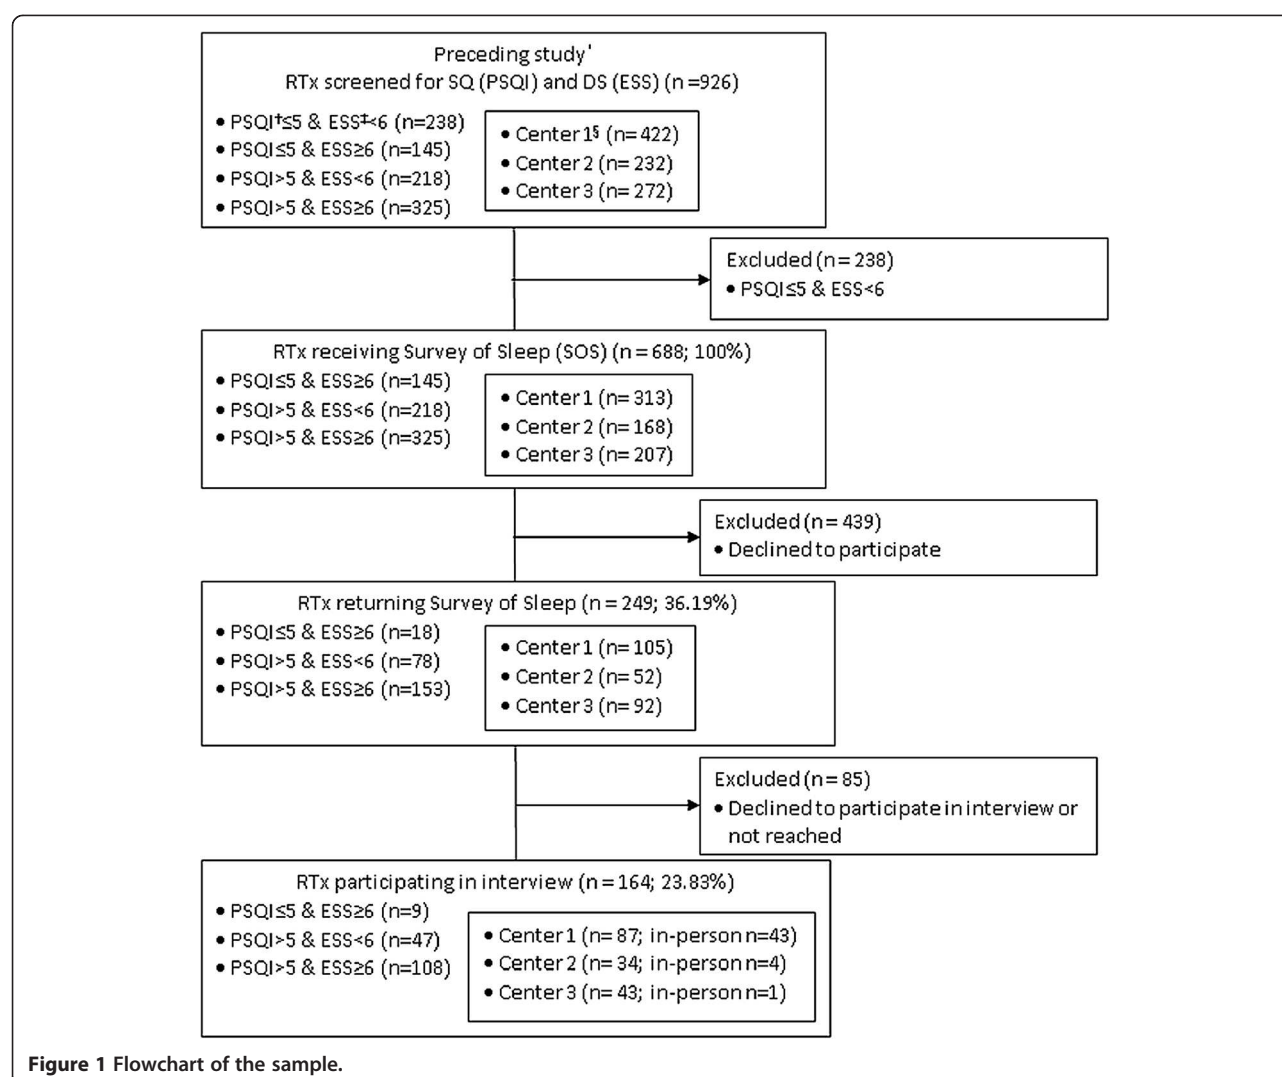 Preceding study'
RTx screened for SQ (PSQI) and DS (ESS) (n =926)
• PSQI†≤5 & ESS‡<6 (n=238)
• PSQI≤5 & ESS≥6 (n=145)
• PSQI>5 & ESS<6 (n=218)
• PSQI>5 & ESS≥6 (n=325)
• Center 1§ (n= 422)
• Center 2 (n= 232)
• Center 3 (n= 272)
Excluded (n= 238)
• PSQI≤5 & ESS<6
RTx receiving Survey of Sleep (SOS) (n = 688; 100%)
• PSQI≤5 & ESS≥6 (n=145)
• PSQI>5 & ESS<6 (n=218)
• PSQI>5 & ESS≥6 (n=325)
• Center 1 (n= 313)
• Center 2 (n= 168)
• Center 3 (n= 207)
Excluded (n= 439)
• Declined to participate
RTx returning Survey of Sleep (n = 249; 36.19%)
• PSQI≤5 & ESS≥6 (n=18)
• PSQI>5 & ESS<6 (n=78)
• PSQI>5 & ESS≥6 (n=153)
• Center 1 (n= 105)
• Center 2 (n= 52)
• Center 3 (n= 92)
Excluded (n= 85)
• Declined to participate in interview or
not reached
RTx participating in interview (n = 164; 23.83%)
• PSQI≤5 & ESS≥6 (n=9)
• PSQI>5 & ESS<6 (n=47)
• PSQI>5 & ESS≥6 (n=108)
• Center 1 (n= 87; in-person n=43)
• Center 2 (n= 34; in-person n=4)
• Center 3 (n= 43; in-person n=1)
Figure 1 Flowchart of the sample.